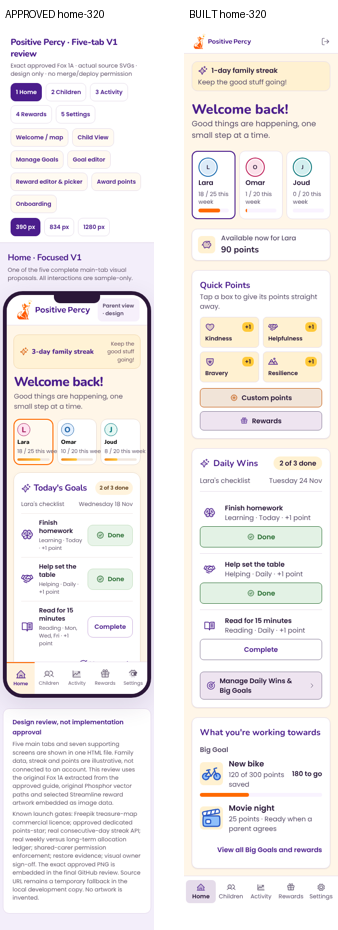 APPROVED home-320
Positive Percy · Five-tab V1
review
Exact approved Fox 1A · actual source SVGs ·
design only · no merge/deploy permission
1 Home
2 Children
3 Activity
4 Rewards
5 Settings
Welcome / map
Child View
Manage Goals
Goal editor
Reward editor & picker
Award points
Onboarding
390 px
834 px
1280 px
Home · Focused V1
One of the five complete main-tab visual
proposals. All interactions are sample-only.
Positive Percy
Parent view
· design
3-day family streak
Keep the
good stuff
going!
Welcome back!
Good things are happening, one
small step at a time.
L
Lara
18 / 25 this week
O
Omar
10 / 20 this week
J
Joud
8 / 20 this week
Today's Goals
2 of 3 done
Lara's checklist
Wednesday 18 Nov
Finish
homework
Learning · Today
· +1 point
Done
Help set the
table
Helping · Daily ·
+1 point
Done
Read for 15
minutes
Reading · Mon,
Wed, Fri · +1
point
Complete
Home
Children
Activity
Rewards
Settings
Design review, not implementation
approval
Five main tabs and seven supporting
screens are shown in one HTML file. Family
data, streak and points are illustrative, not
connected to an account. This review uses
the original Fox 1A extracted from the
approved guide, original Phosphor vector
paths and selected Streamline reward
artwork embedded as image data.
Known launch gates: Freepik treasure-map
commercial licence; approved dedicated
points-star; real consecutive-day streak API;
real weekly versus long-term allocation
ledger; shared-carer permission
enforcement; restore evidence; visual owner
sign-off. The exact approved PNG is
embedded in the final GitHub review. Source
URL remains a temporary fallback in the
local development copy. No artwork is
invented.
BUILT home-320
Positive Percy
1-day family streak
Keep the good stuff going!
Welcome back!
Good things are happening, one
small step at a time.
L
Lara
18 / 25 this
week
O
Omar
1 / 20 this
week
J
Joud
0 / 20 this
week
Available now for Lara
90 points
Quick Points
Tap a box to give its points straight
away.
+1
Kindness
+1
Helpfulness
+1
Bravery
+1
Resilience
Custom points
Rewards
Daily Wins
2 of 3 done
Lara's checklist
Tuesday 24 Nov
Finish homework
Learning · Today · +1 point
Done
Help set the table
Helping · Daily · +1 point
Done
Read for 15 minutes
Reading · Daily · +1 point
Complete
Manage Daily Wins &
Big Goals
What you're working towards
Big Goal
New bike
120 of 300 points
saved
180 to go
Movie night
25 points · Ready when a
parent agrees
View all Big Goals and rewards
Home
Children
Activity
Rewards
Settings